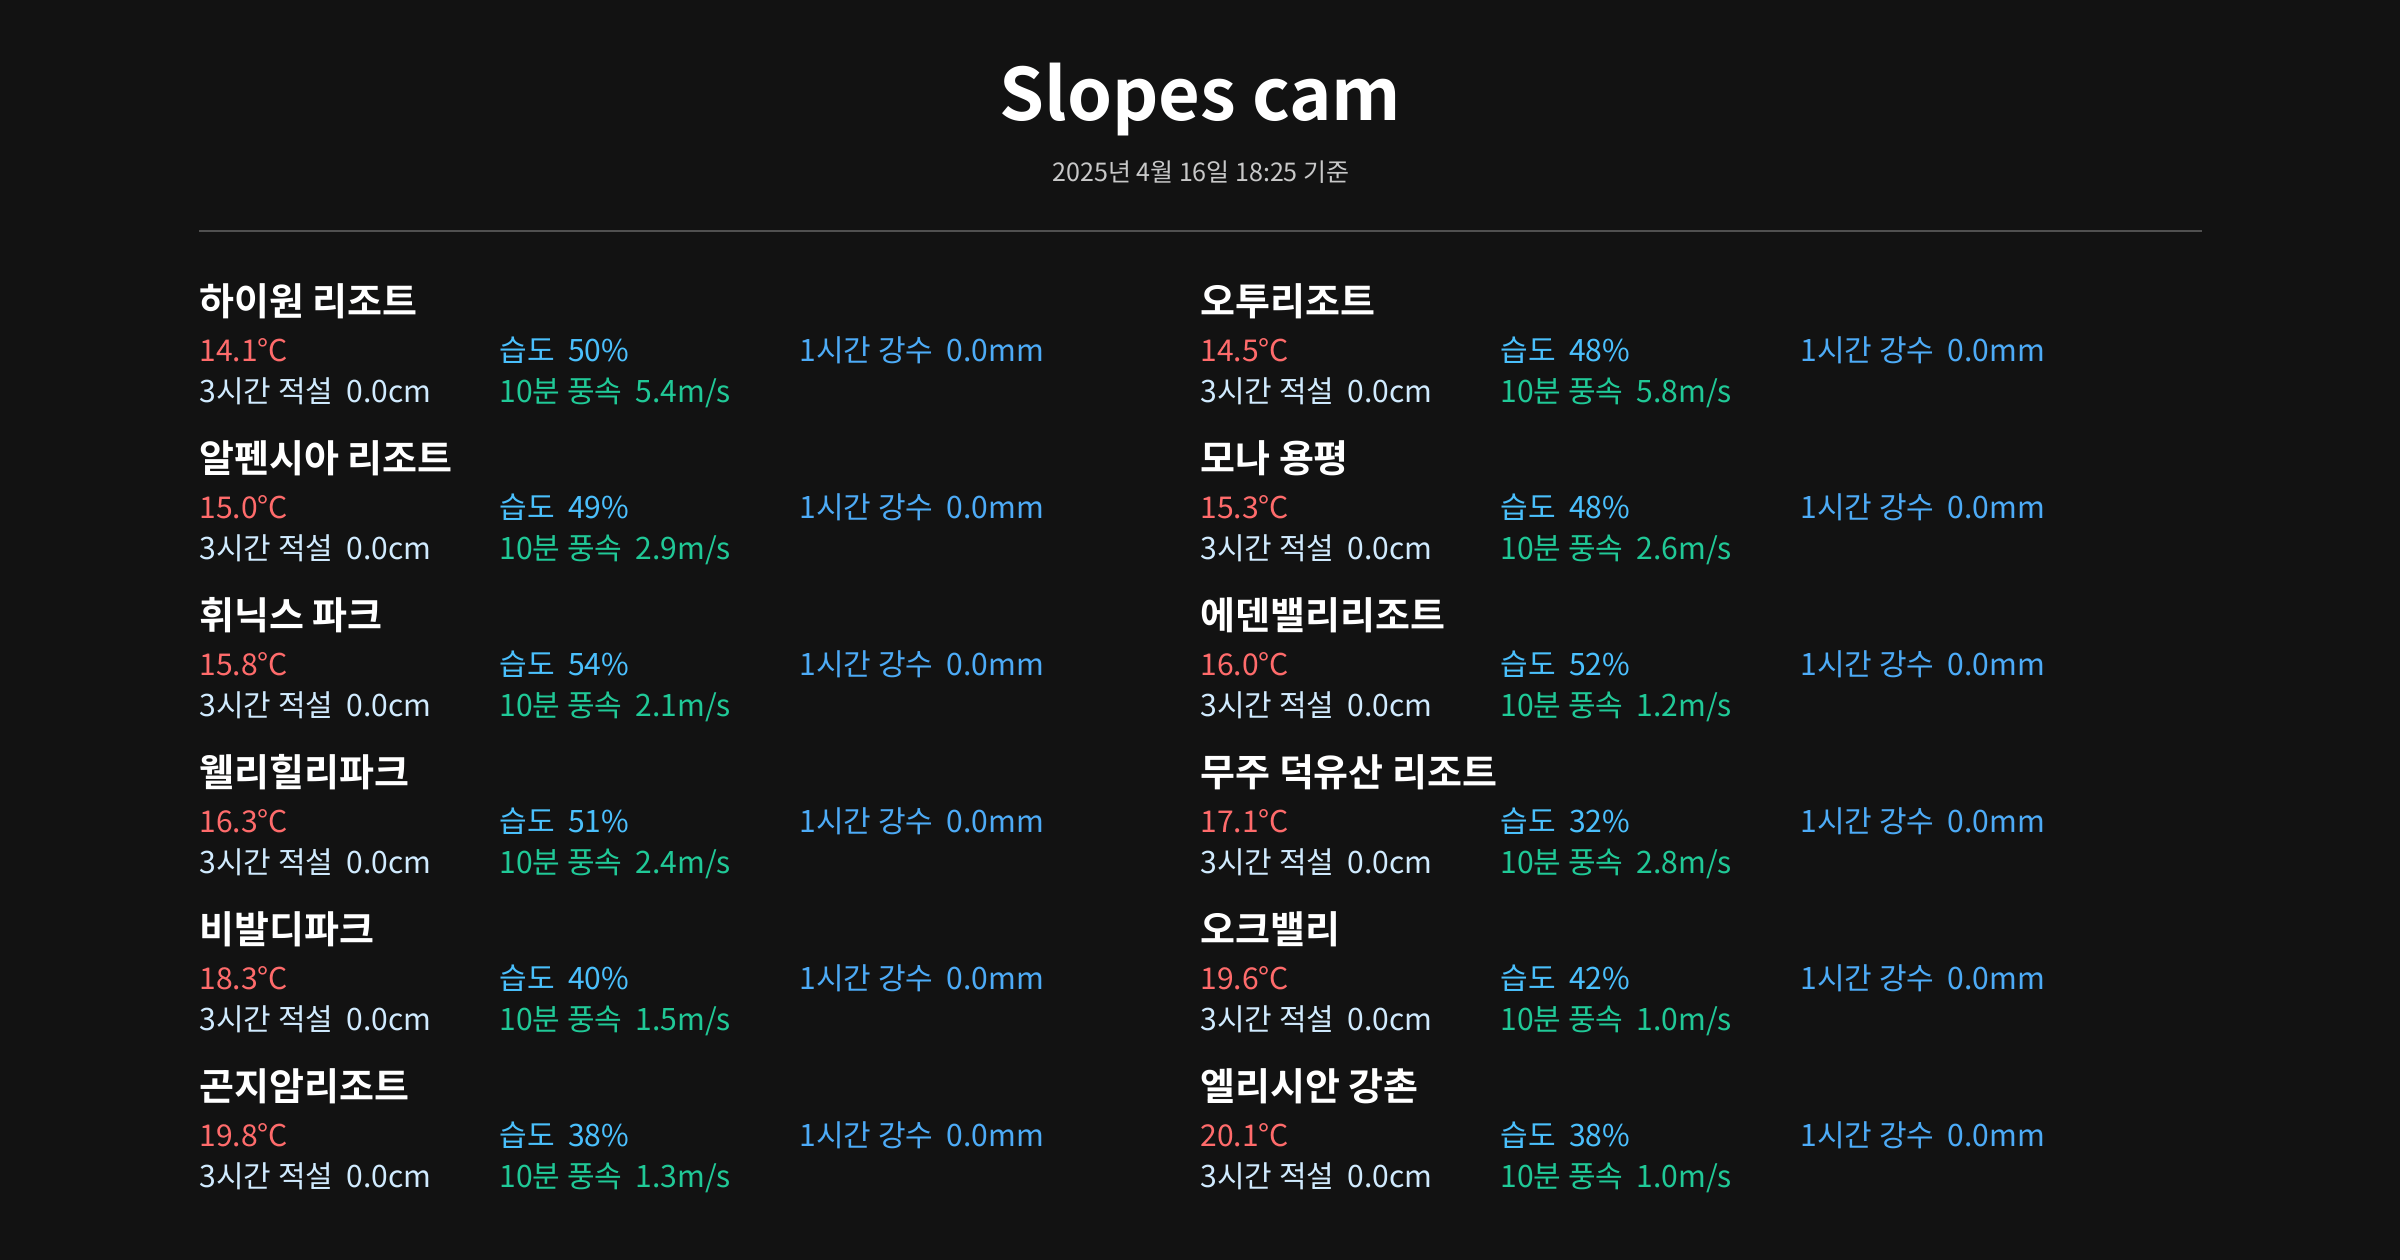 Slopes cam
2025년 4월 16일 18:25 기준
하이원 리조트
14.1°C 습도 50% 1시간 강수 0.0mm
3시간 적설 0.0cm 10분 풍속 5.4m/s
오투리조트
14.5°C 습도 48% 1시간 강수 0.0mm
3시간 적설 0.0cm 10분 풍속 5.8m/s
알펜시아 리조트
15.0°C 습도 49% 1시간 강수 0.0mm
3시간 적설 0.0cm 10분 풍속 2.9m/s
모나 용평
15.3°C 습도 48% 1시간 강수 0.0mm
3시간 적설 0.0cm 10분 풍속 2.6m/s
휘닉스 파크
15.8°C 습도 54% 1시간 강수 0.0mm
3시간 적설 0.0cm 10분 풍속 2.1m/s
에덴밸리리조트
16.0°C 습도 52% 1시간 강수 0.0mm
3시간 적설 0.0cm 10분 풍속 1.2m/s
웰리힐리파크
16.3°C 습도 51% 1시간 강수 0.0mm
3시간 적설 0.0cm 10분 풍속 2.4m/s
무주 덕유산 리조트
17.1°C 습도 32% 1시간 강수 0.0mm
3시간 적설 0.0cm 10분 풍속 2.8m/s
비발디파크
18.3°C 습도 40% 1시간 강수 0.0mm
3시간 적설 0.0cm 10분 풍속 1.5m/s
오크밸리
19.6°C 습도 42% 1시간 강수 0.0mm
3시간 적설 0.0cm 10분 풍속 1.0m/s
곤지암리조트
19.8°C 습도 38% 1시간 강수 0.0mm
3시간 적설 0.0cm 10분 풍속 1.3m/s
엘리시안 강촌
20.1°C 습도 38% 1시간 강수 0.0mm
3시간 적설 0.0cm 10분 풍속 1.0m/s